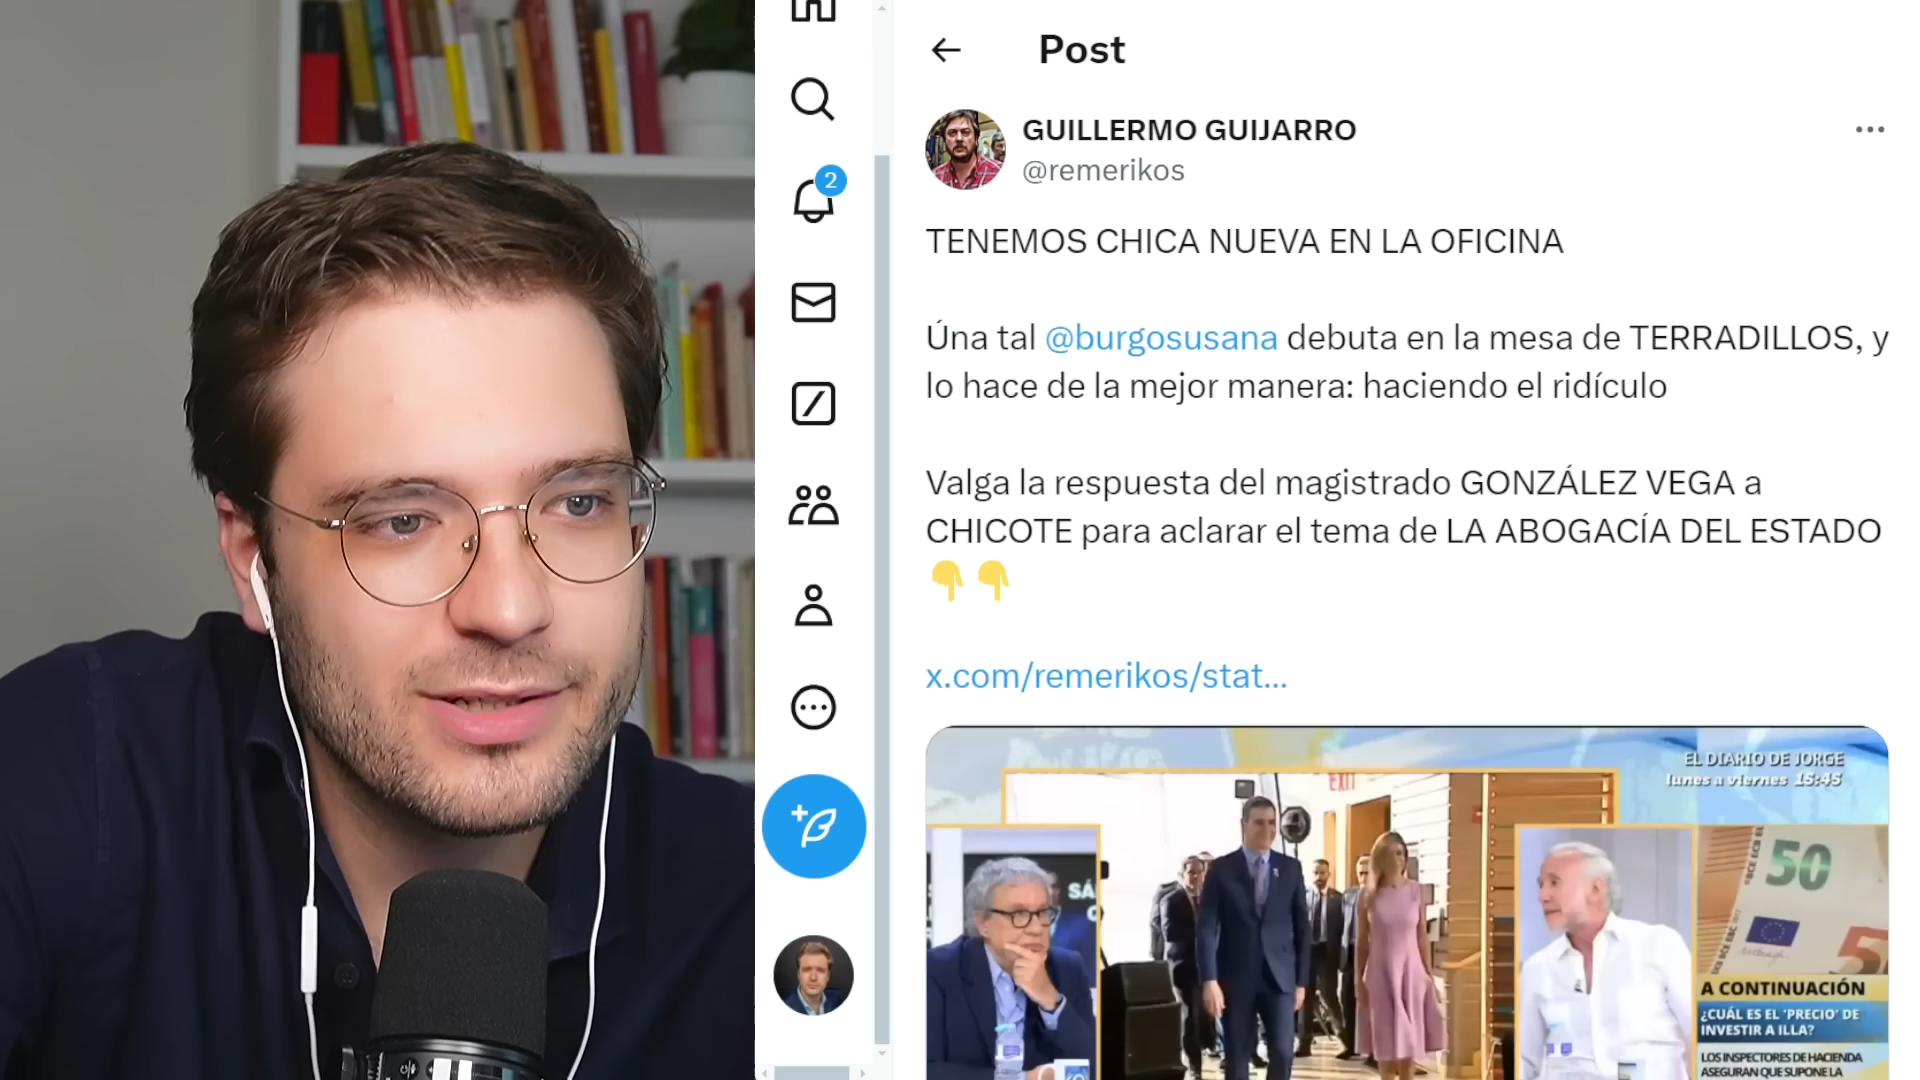 Post
GUILLERMO GUIJARRO
@remerikos
2
TENEMOS CHICA NUEVA EN LA OFICINA
Úna tal @burgosusana debuta en la mesa de TERRADILLOS, y
lo hace de la mejor manera: haciendo el ridículo
Valga la respuesta del magistrado GONZÁLEZ VEGA a
CHICOTE para aclarar el tema de LA ABOGACÍA DEL ESTADO
x.com/remerikos/stat...
EL DIARIO DE JORGE
lunes a viernes 15:45
EXIT
50
A CONTINUACIÓN
¿CUÁL ES EL 'PRECIO' DE
INVESTIR A ILLA?
LOS INSPECTORES DE HACIENDA
ASEGURAN QUE SUPONE LA